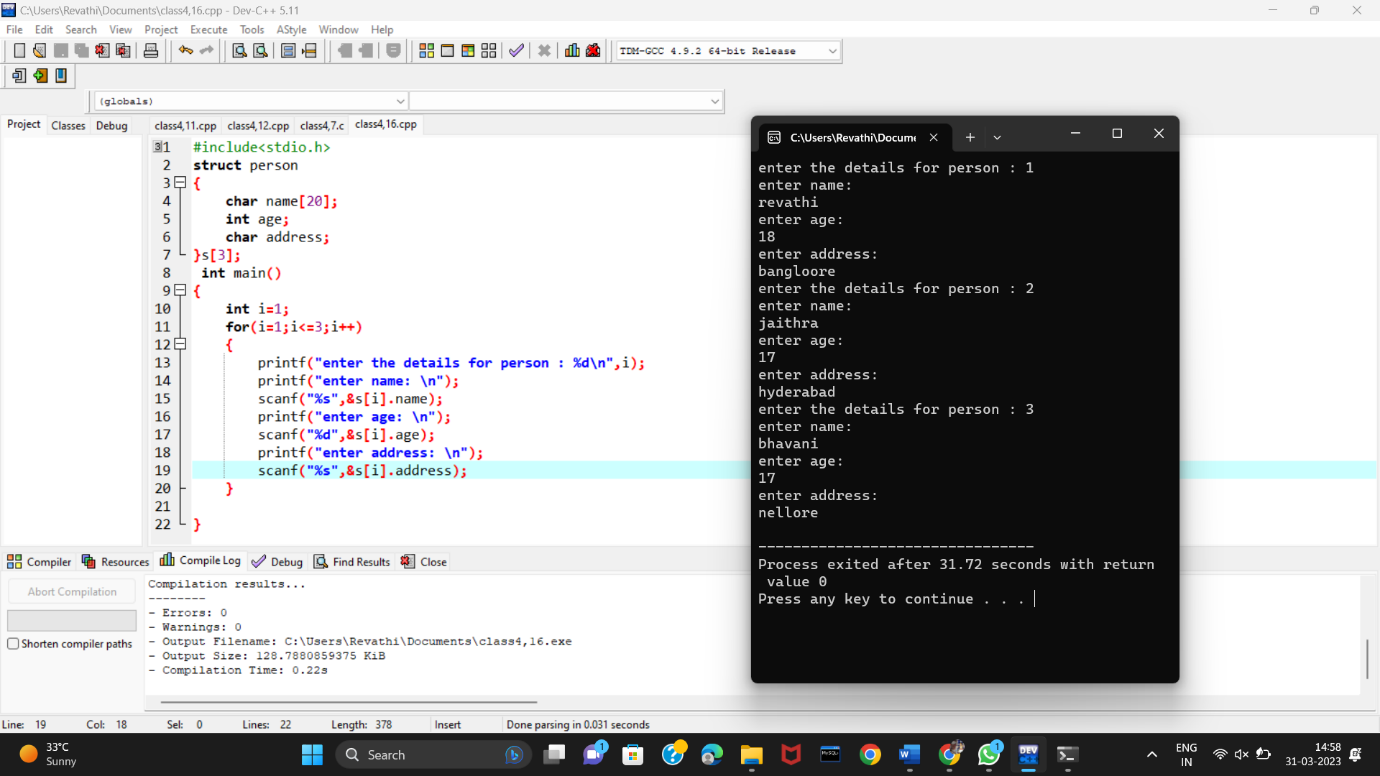 C:\Users\Revathi\Documents\class4,16.cpp - Dev-C++ 5.11
File Edit Search View Project Execute Tools AStyle Window Help
TDM-GCC 4.9.2 64-bit Release
(globals)
Project Classes Debug
class4,11.cpp class4,12.cpp class4,7.c class4,16.cpp
1 #include<stdio.h>
2 struct person
3 {
4 char name[20];
5 int age;
6 char address;
7 }s[3];
8 int main()
9 {
10 int i=1;
11 for(i=1;i<=3;i++)
12 {
13 printf("enter the details for person : %d\n",i);
14 printf("enter name: \n");
15 scanf("%s",&s[i].name);
16 printf("enter age: \n");
17 scanf("%d",&s[i].age);
18 printf("enter address: \n");
19 scanf("%s",&s[i].address);
20 }
21
22 }
C:\Users\Revathi\Docume
enter the details for person : 1
enter name:
revathi
enter age:
18
enter address:
bangloore
enter the details for person : 2
enter name:
jaithra
enter age:
17
enter address:
hyderabad
enter the details for person : 3
enter name:
bhavani
enter age:
17
enter address:
nellore
--------------------------------
Process exited after 31.72 seconds with return
value 0
Press any key to continue . . .
Compiler Resources Compile Log Debug Find Results Close
Abort Compilation
Shorten compiler paths
Compilation results...
--------
- Errors: 0
- Warnings: 0
- Output Filename: C:\Users\Revathi\Documents\class4,16.exe
- Output Size: 128.7880859375 KiB
- Compilation Time: 0.22s
Line: 19 Col: 18 Sel: 0 Lines: 22 Length: 378 Insert Done parsing in 0.031 seconds
33°C
Sunny
Search
1
1
DEV
C++
ENG
IN
14:58
31-03-2023